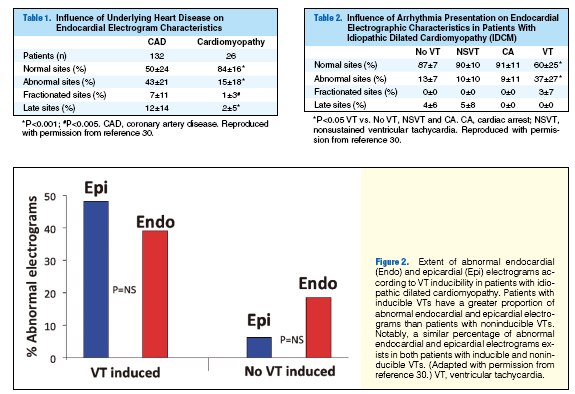 Table 1. Influence of Underlying Heart Disease on
Endocardial Electrogram Characteristics
CAD Cardiomyopathy
Patients (n) 132 26
Normal sites (%) 50±24 84±16*
Abnormal sites (%) 43±21 15±18*
Fractionated sites (%) 7±11 1±3#
Late sites (%) 12±14 2±5*
*P<0.001; #P<0.005. CAD, coronary artery disease. Reproduced
with permission from reference 30.
Table 2. Influence of Arrhythmia Presentation on Endocardial
Electrographic Characteristics in Patients With
Idiopathic Dilated Cardiomyopathy (IDCM)
No VT NSVT CA VT
Normal sites (%) 87±7 90±10 91±11 60±25*
Abnormal sites (%) 13±7 10±10 9±11 37±27*
Fractionated sites (%) 0±0 0±0 0±0 3±7
Late sites (%) 4±6 5±8 0±0 0±0
*P<0.05 VT vs. No VT, NSVT and CA. CA, cardiac arrest; NSVT,
nonsustained ventricular tachycardia. Reproduced with permis-
sion from reference 30.
% Abnormal electrograms
50
40
30
20
10
0
Epi
Endo
P=NS
VT induced
Epi
Endo
P=NS
No VT induced
Figure 2. Extent of abnormal endocardial
(Endo) and epicardial (Epi) electrograms ac-
cording to VT inducibility in patients with idio-
pathic dilated cardiomyopathy. Patients with
inducible VTs have a greater proportion of
abnormal endocardial and epicardial electro-
grams than patients with noninducible VTs.
Notably, a similar percentage of abnormal
endocardial and epicardial electrograms ex-
ists in both patients with inducible and nonin-
ducible VTs. (Adapted with permission from
reference 30.) VT, ventricular tachycardia.